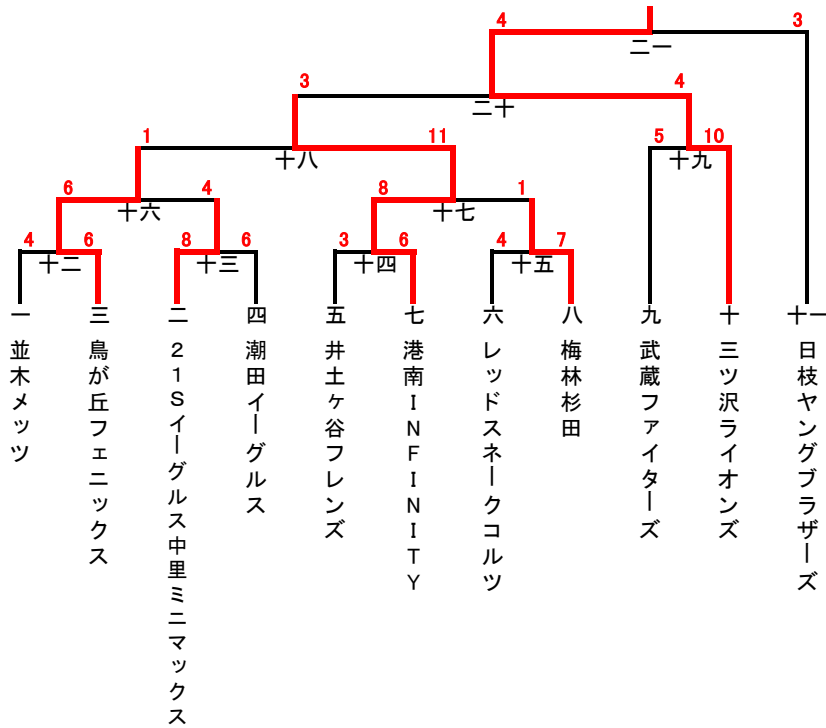 4 3
二一
3 4
二十
1 11 5 10
十八 十九
6 4 8 1
十六 十七
4 6 8 6 3 6 4 7
十二 十三 十四 十五
一 三 二 四 五 七 六 八 九 十 十一
並木メッツ
鳥が丘フェニックス
21Sイーグルス中里ミニマックス
潮田イーグルス
井土ヶ谷フレンズ
港南INFINITY
レッドスネークコルツ
梅林杉田
武蔵ファイターズ
三ツ沢ライオンズ
日枝ヤングブラザーズ